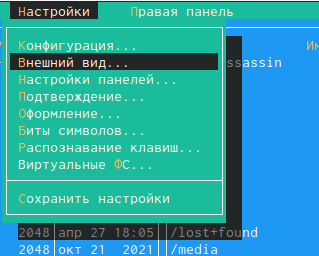 Настройки Правая панель
Конфигурация... Им
Внешний вид... ssassin
Настройки панелей...
Подтверждение...
Оформление...
Биты символов...
Распознавание клавиш...
Виртуальные ФС...
Сохранить настройки
2048 апр 27 18:05 /lost+found
2048 окт 21 2021 /media